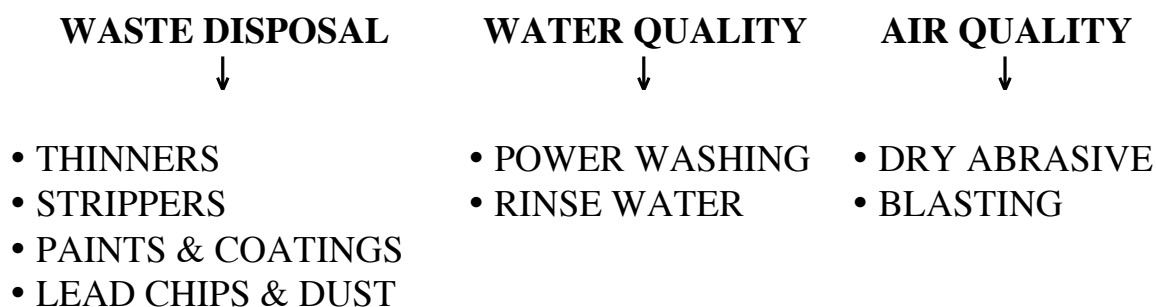 WASTE DISPOSAL
• THINNERS
• STRIPPERS
• PAINTS & COATINGS
• LEAD CHIPS & DUST
WATER QUALITY
• POWER WASHING
• RINSE WATER
AIR QUALITY
• DRY ABRASIVE
• BLASTING